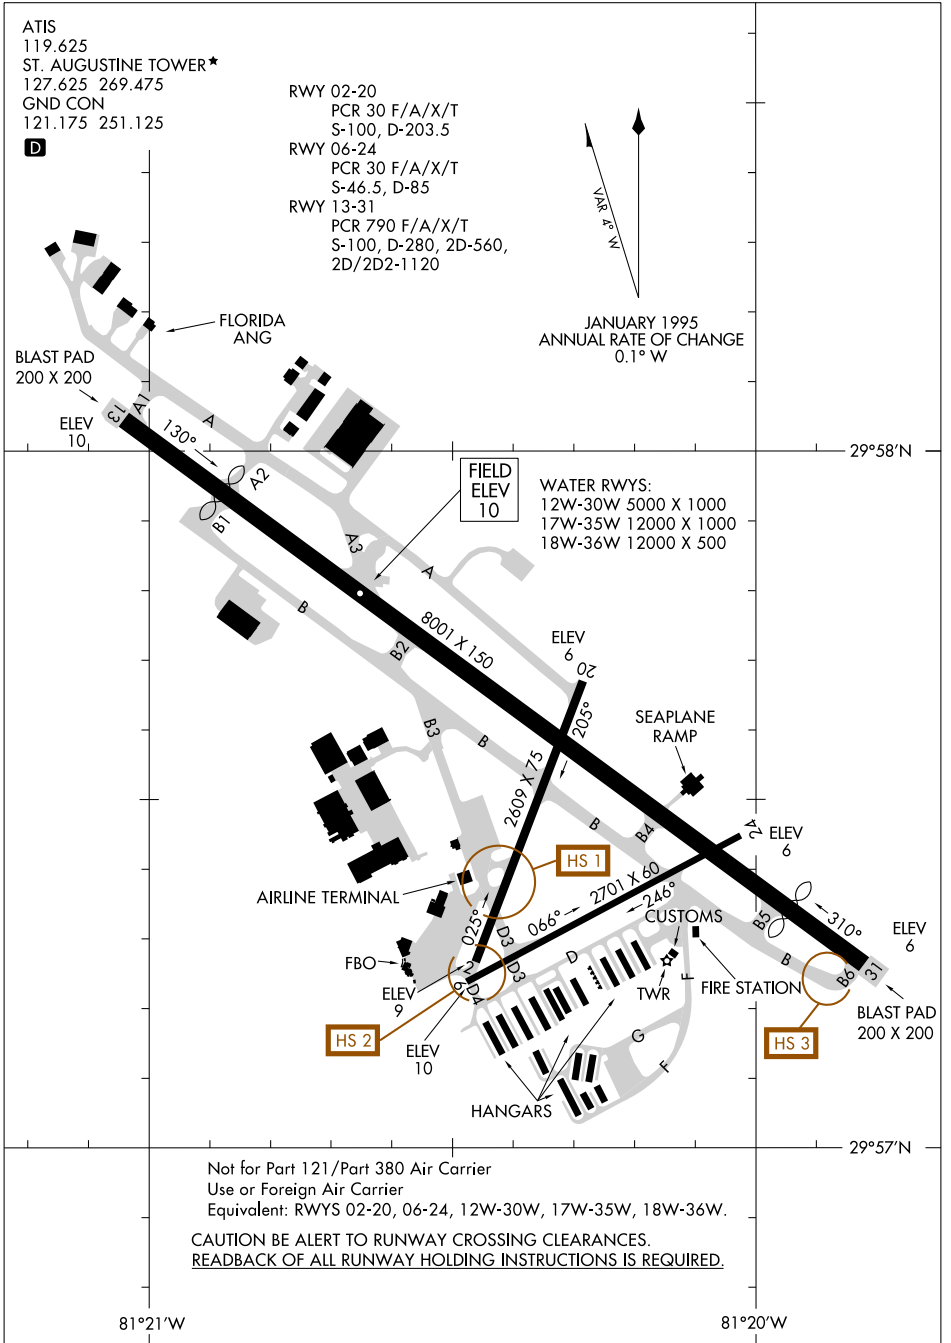 ATIS
119.625
ST. AUGUSTINE TOWER★
127.625 269.475
GND CON
121.175 251.125
D
RWY 02-20
PCR 30 F/A/X/T
S-100, D-203.5
RWY 06-24
PCR 30 F/A/X/T
S-46.5, D-85
RWY 13-31
PCR 790 F/A/X/T
S-100, D-280, 2D-560,
2D/2D2-1120
VAR 4° W
JANUARY 1995
ANNUAL RATE OF CHANGE
0.1° W
FLORIDA
ANG
BLAST PAD
200 X 200
ELEV
10
13
A1
A
130°
A2
B1
29°58'N
FIELD
ELEV
10
WATER RWYS:
12W-30W 5000 X 1000
17W-35W 12000 X 1000
18W-36W 12000 X 500
A3
A
B
8001 X 150
B2
ELEV
6
20
205°
B3
B
SEAPLANE
RAMP
2609 X 75
B
B4
24
ELEV
6
HS 1
AIRLINE TERMINAL
2701 X 60
066°
246°
025°
CUSTOMS
B5
310°
ELEV
6
D3
D3
D
F
B
B6
31
FBO
2
6
D4
ELEV
9
TWR
FIRE STATION
BLAST PAD
200 X 200
HS 2
ELEV
10
HS 3
G
F
HANGARS
29°57'N
Not for Part 121/Part 380 Air Carrier
Use or Foreign Air Carrier
Equivalent: RWYS 02-20, 06-24, 12W-30W, 17W-35W, 18W-36W.
CAUTION BE ALERT TO RUNWAY CROSSING CLEARANCES.
READBACK OF ALL RUNWAY HOLDING INSTRUCTIONS IS REQUIRED.
81°21'W
81°20'W